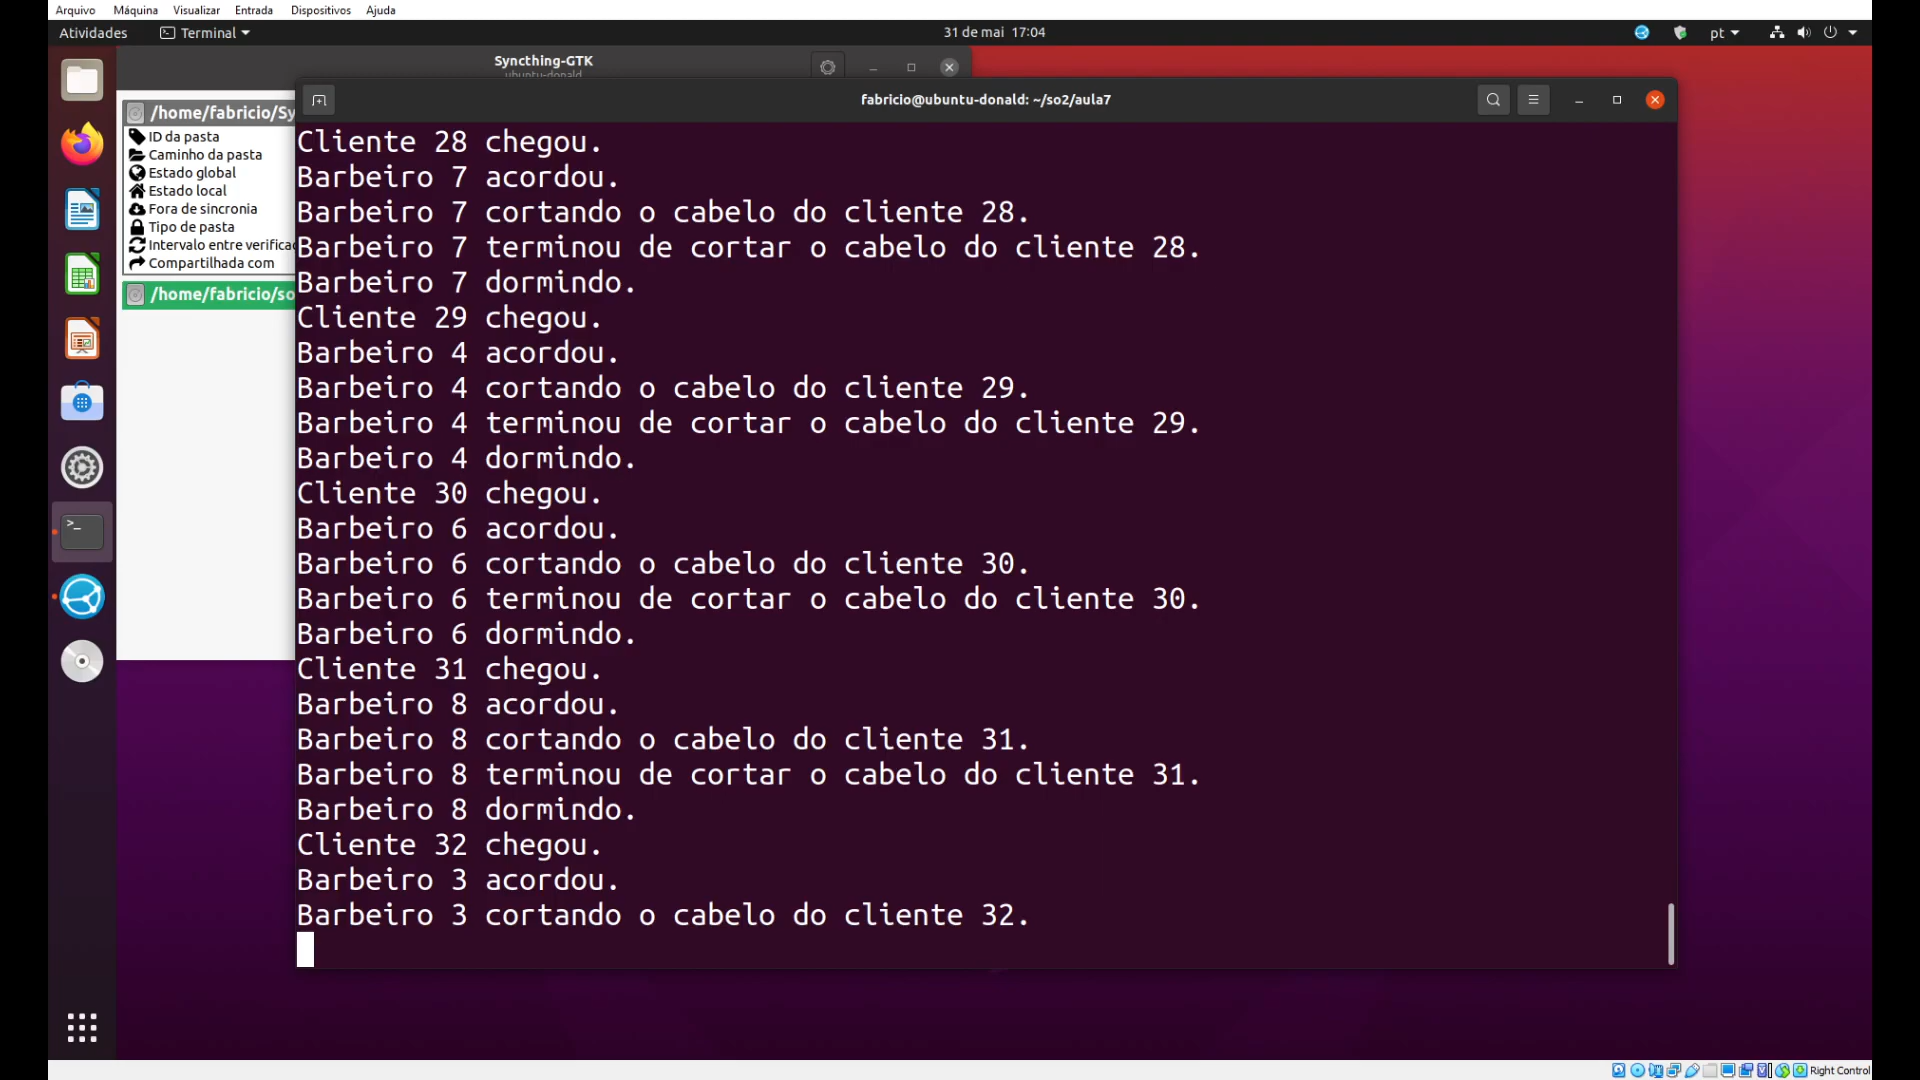 Arquivo Máquina Visualizar Entrada Dispositivos Ajuda
Atividades Terminal 31 de mai 17:04 pt
Syncthing-GTK
ubuntu-donald
fabricio@ubuntu-donald: ~/so2/aula7
/home/fabricio/Sy
ID da pasta
Caminho da pasta
Estado global
Estado local
Fora de sincronia
Tipo de pasta
Intervalo entre verificaç
Compartilhada com
/home/fabricio/so
Cliente 28 chegou.
Barbeiro 7 acordou.
Barbeiro 7 cortando o cabelo do cliente 28.
Barbeiro 7 terminou de cortar o cabelo do cliente 28.
Barbeiro 7 dormindo.
Cliente 29 chegou.
Barbeiro 4 acordou.
Barbeiro 4 cortando o cabelo do cliente 29.
Barbeiro 4 terminou de cortar o cabelo do cliente 29.
Barbeiro 4 dormindo.
Cliente 30 chegou.
Barbeiro 6 acordou.
Barbeiro 6 cortando o cabelo do cliente 30.
Barbeiro 6 terminou de cortar o cabelo do cliente 30.
Barbeiro 6 dormindo.
Cliente 31 chegou.
Barbeiro 8 acordou.
Barbeiro 8 cortando o cabelo do cliente 31.
Barbeiro 8 terminou de cortar o cabelo do cliente 31.
Barbeiro 8 dormindo.
Cliente 32 chegou.
Barbeiro 3 acordou.
Barbeiro 3 cortando o cabelo do cliente 32.
Right Control